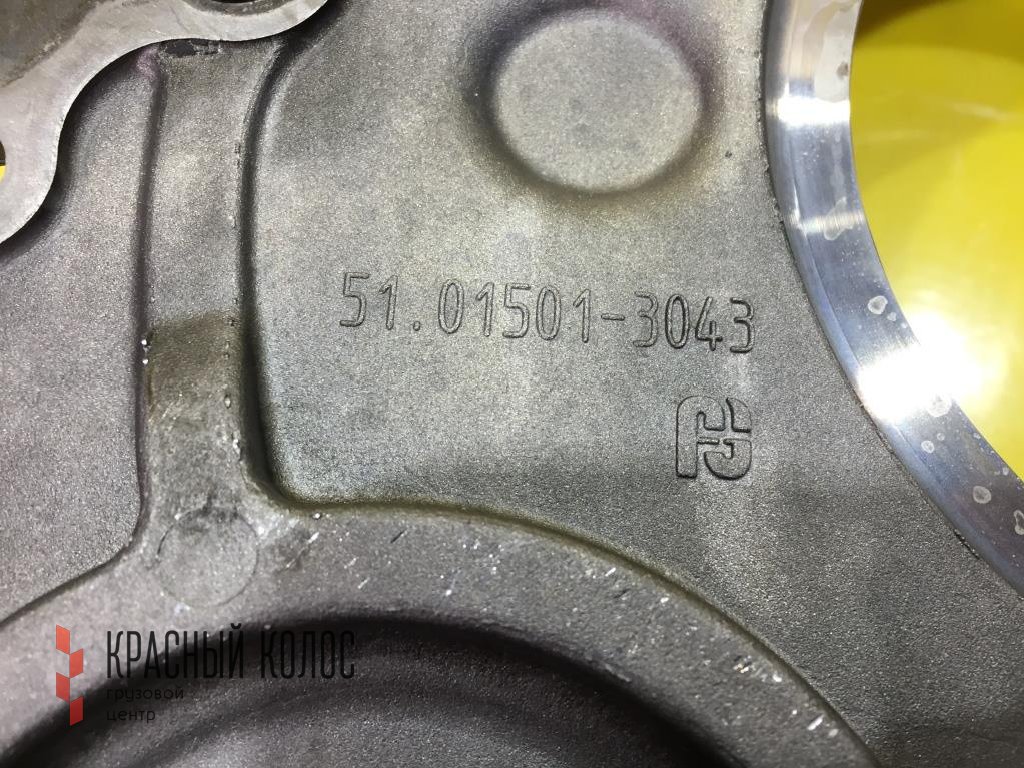 51.01501-3043
КРАСНЫЙ КОЛОС
грузовой
центр